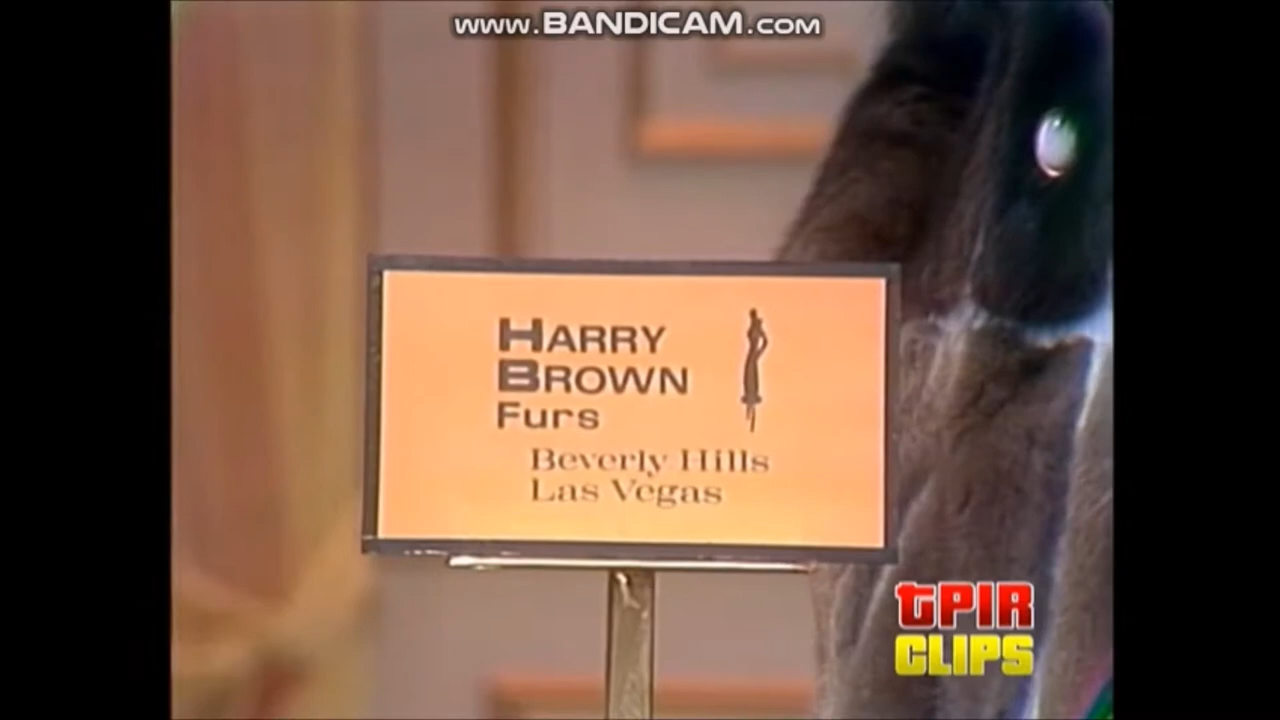 www.BANDICAM.com
HARRY
BROWN
Furs
Beverly Hills
Las Vegas
tPIR
CLIPS